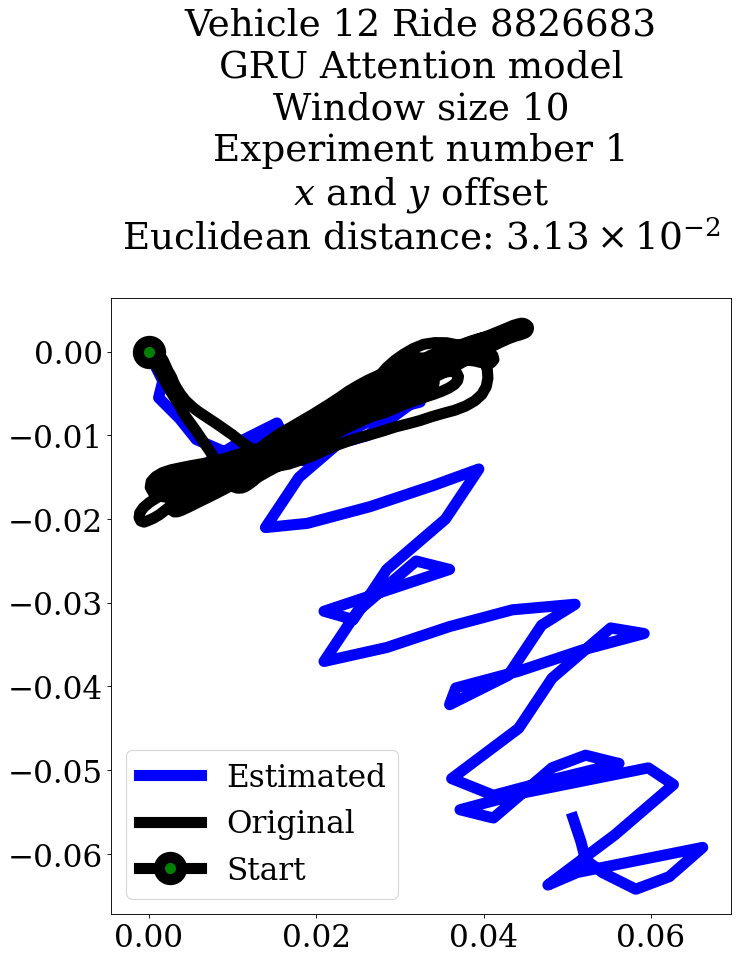 Vehicle 12 Ride 8826683
GRU Attention model
Window size 10
Experiment number 1
x and y offset
Euclidean distance: 3.13 × 10⁻²
0.00
−0.01
−0.02
−0.03
−0.04
−0.05
−0.06
Estimated
Original
Start
0.00 0.02 0.04 0.06